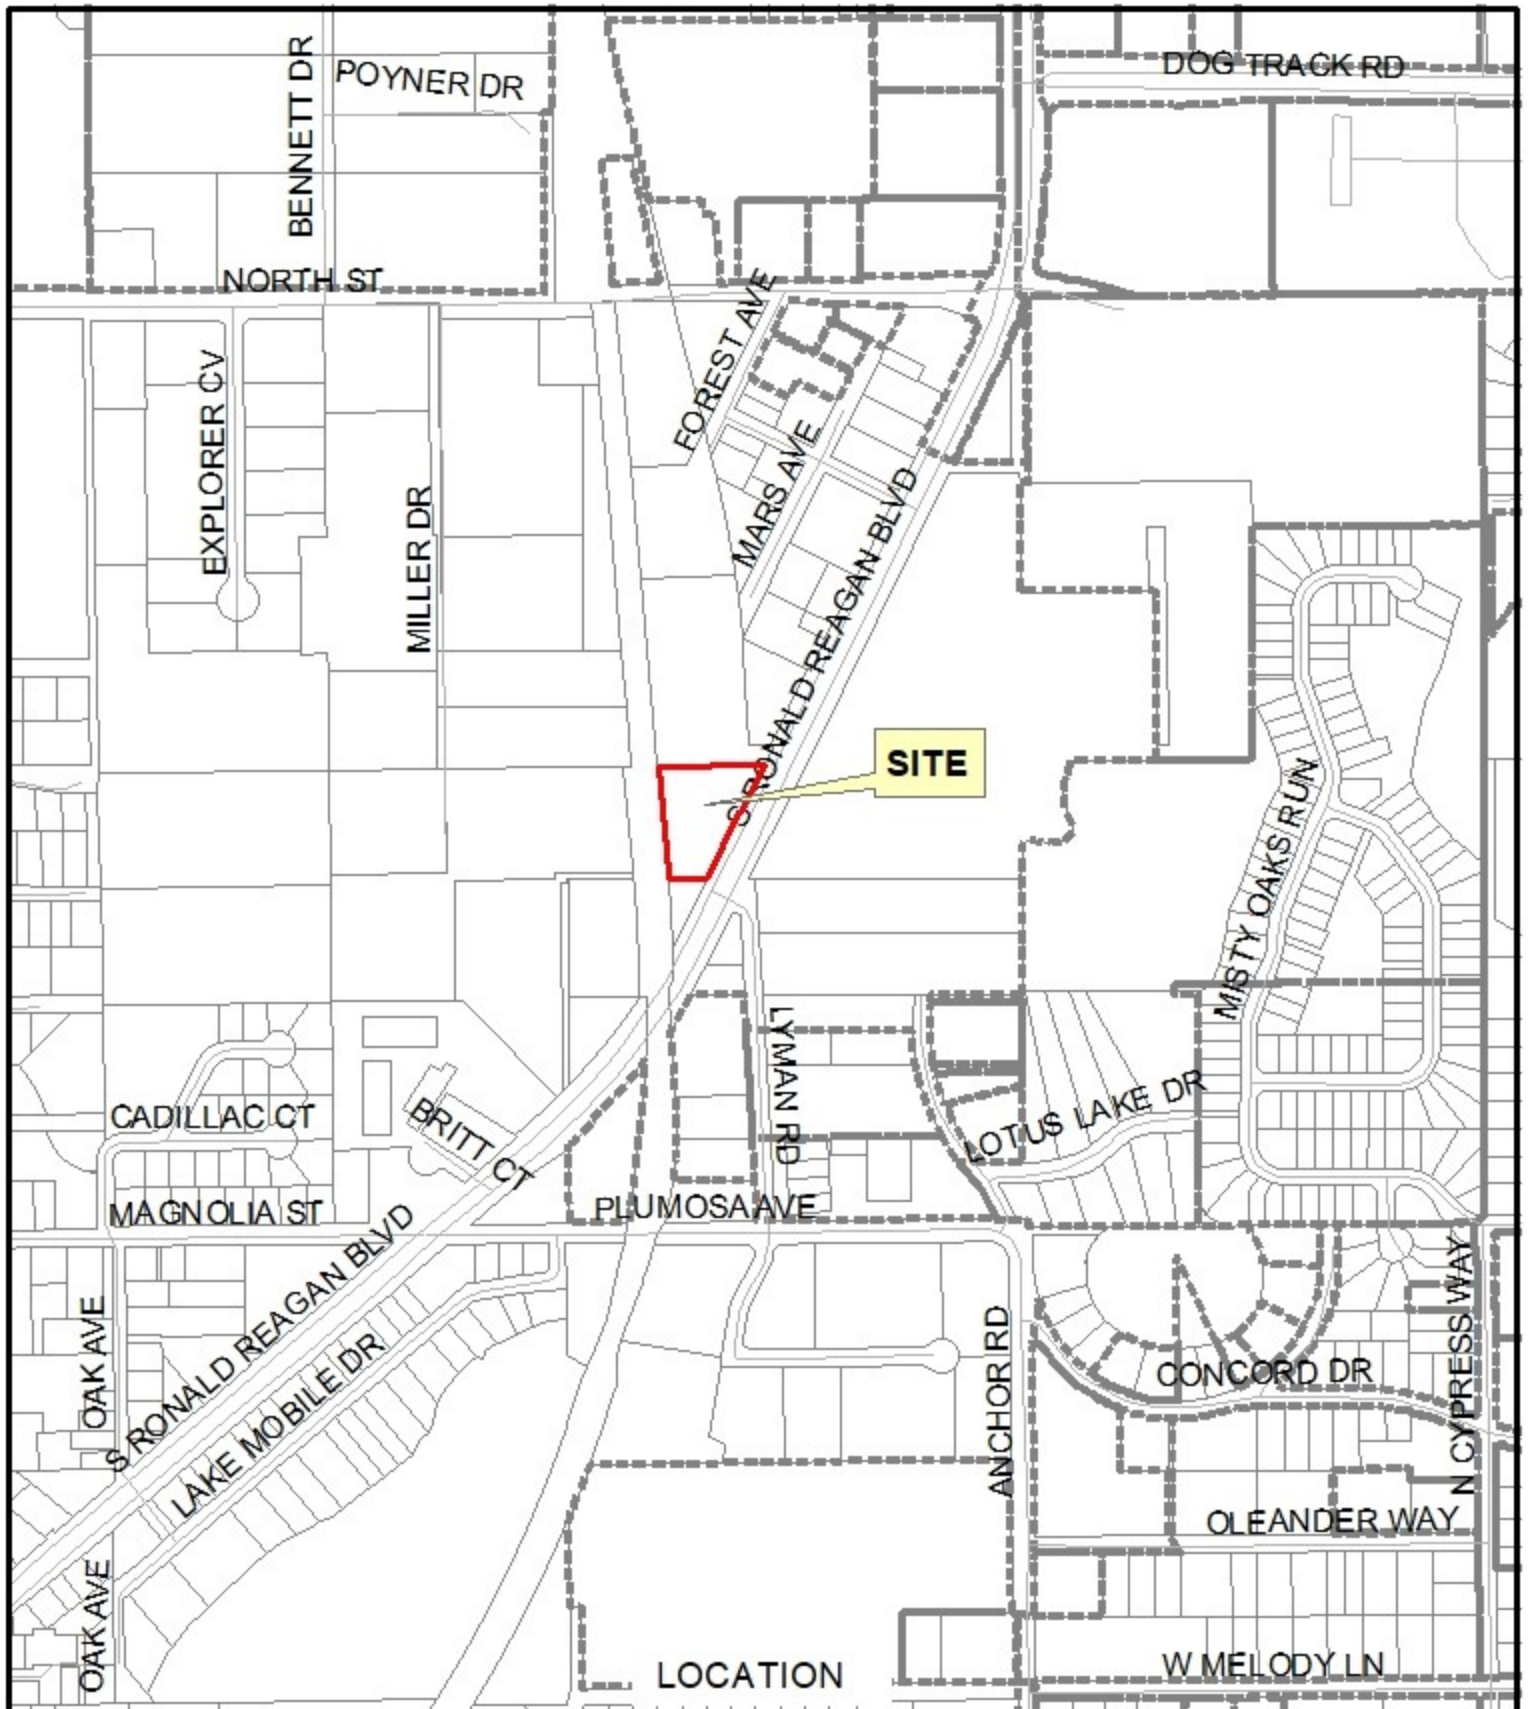 BENNETT DR
POYNER DR
DOG TRACK RD
NORTH ST
FOREST AVE
EXPLORER CV
MARS AVE
MILLER DR
S RONALD REAGAN BLVD
SITE
MISTY OAKS RUN
LYMAN RD
LOTUS LAKE DR
CADILLAC CT
BRITT CT
MAGNOLIA ST
PLUMOSA AVE
S RONALD REAGAN BLVD
OAK AVE
LAKE MOBILE DR
ANCHOR RD
CONCORD DR
N CYPRESS WAY
OLEANDER WAY
OAK AVE
LOCATION
W MELODY LN